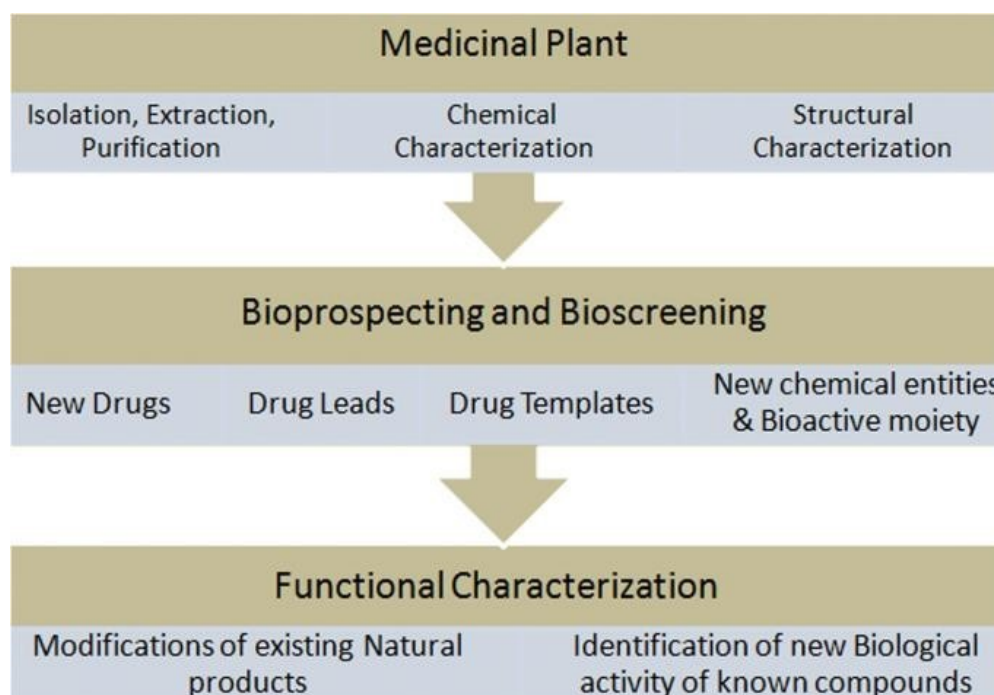 Medicinal Plant
Isolation, Extraction,
Purification
Chemical
Characterization
Structural
Characterization
Bioprospecting and Bioscreening
New Drugs
Drug Leads
Drug Templates
New chemical entities
& Bioactive moiety
Functional Characterization
Modifications of existing Natural
products
Identification of new Biological
activity of known compounds